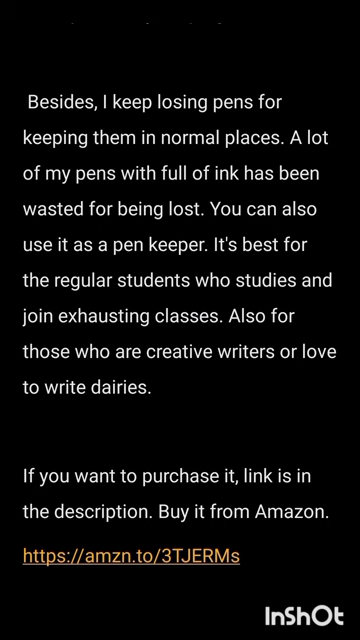 Besides, I keep losing pens for
keeping them in normal places. A lot
of my pens with full of ink has been
wasted for being lost. You can also
use it as a pen keeper. It's best for
the regular students who studies and
join exhausting classes. Also for
those who are creative writers or love
to write dairies.
If you want to purchase it, link is in
the description. Buy it from Amazon.
https://amzn.to/3TJERMs
InShOt